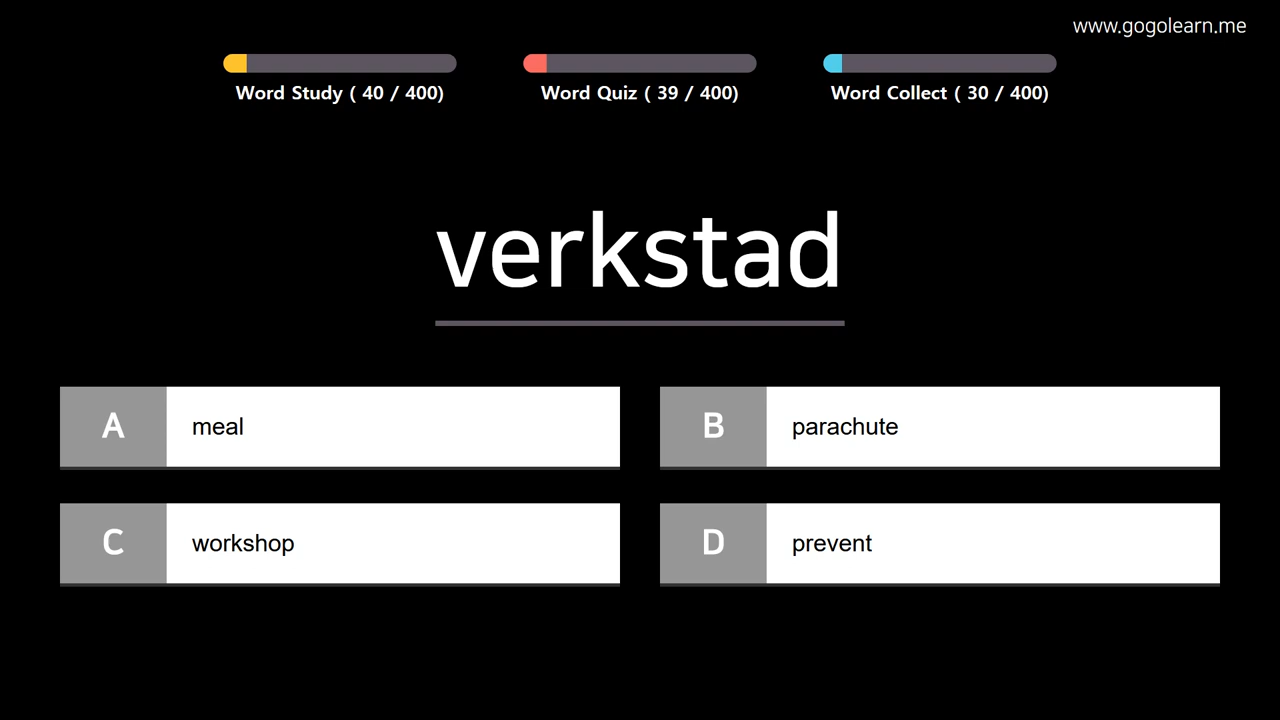 www.gogolearn.me
Word Study ( 40 / 400)
Word Quiz ( 39 / 400)
Word Collect ( 30 / 400)
verkstad
A meal
B parachute
C workshop
D prevent